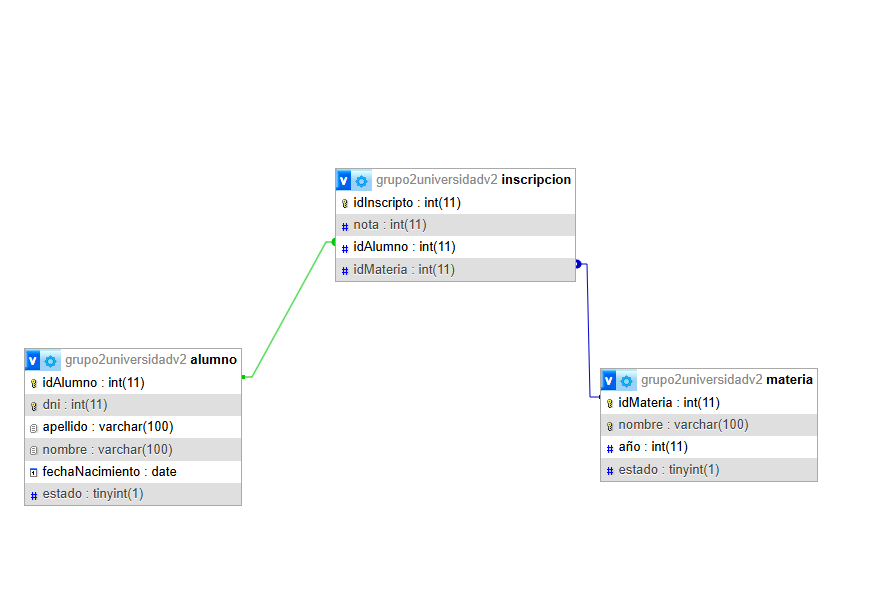 v grupo2universidadv2 inscripcion
idInscripto : int(11)
# nota : int(11)
# idAlumno : int(11)
# idMateria : int(11)
v grupo2universidadv2 alumno
idAlumno : int(11)
dni : int(11)
apellido : varchar(100)
nombre : varchar(100)
fechaNacimiento : date
# estado : tinyint(1)
v grupo2universidadv2 materia
idMateria : int(11)
nombre : varchar(100)
# año : int(11)
# estado : tinyint(1)